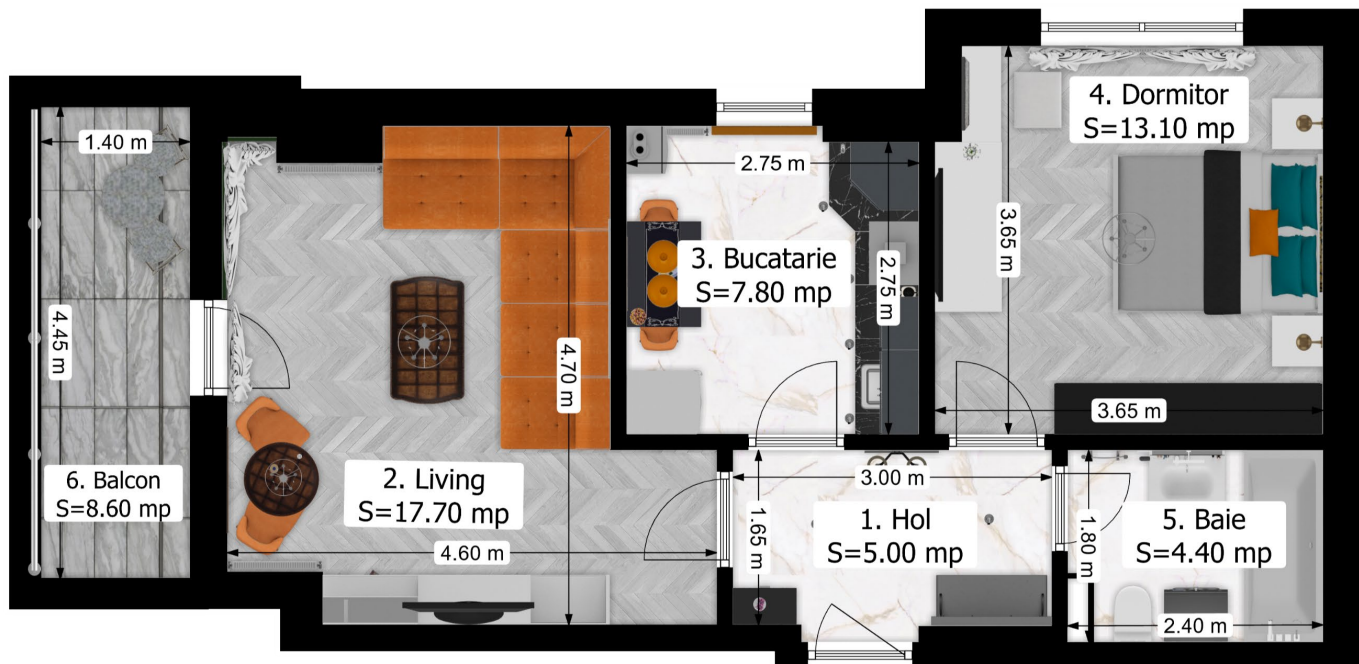 1.40 m
4.45 m
6. Balcon
S=8.60 mp
4.70 m
2. Living
S=17.70 mp
4.60 m
2.75 m
3. Bucatarie
S=7.80 mp
2.75 m
4. Dormitor
S=13.10 mp
3.65 m
3.65 m
3.00 m
1.65 m
1. Hol
S=5.00 mp
1.80 m
5. Baie
S=4.40 mp
2.40 m